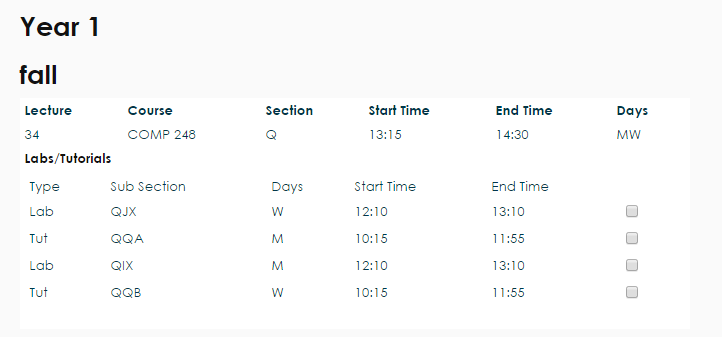 Year 1
fall
Lecture Course Section Start Time End Time Days
34 COMP 248 Q 13:15 14:30 MW
Labs/Tutorials
Type Sub Section Days Start Time End Time
Lab QJX W 12:10 13:10
Tut QQA M 10:15 11:55
Lab QIX M 12:10 13:10
Tut QQB W 10:15 11:55